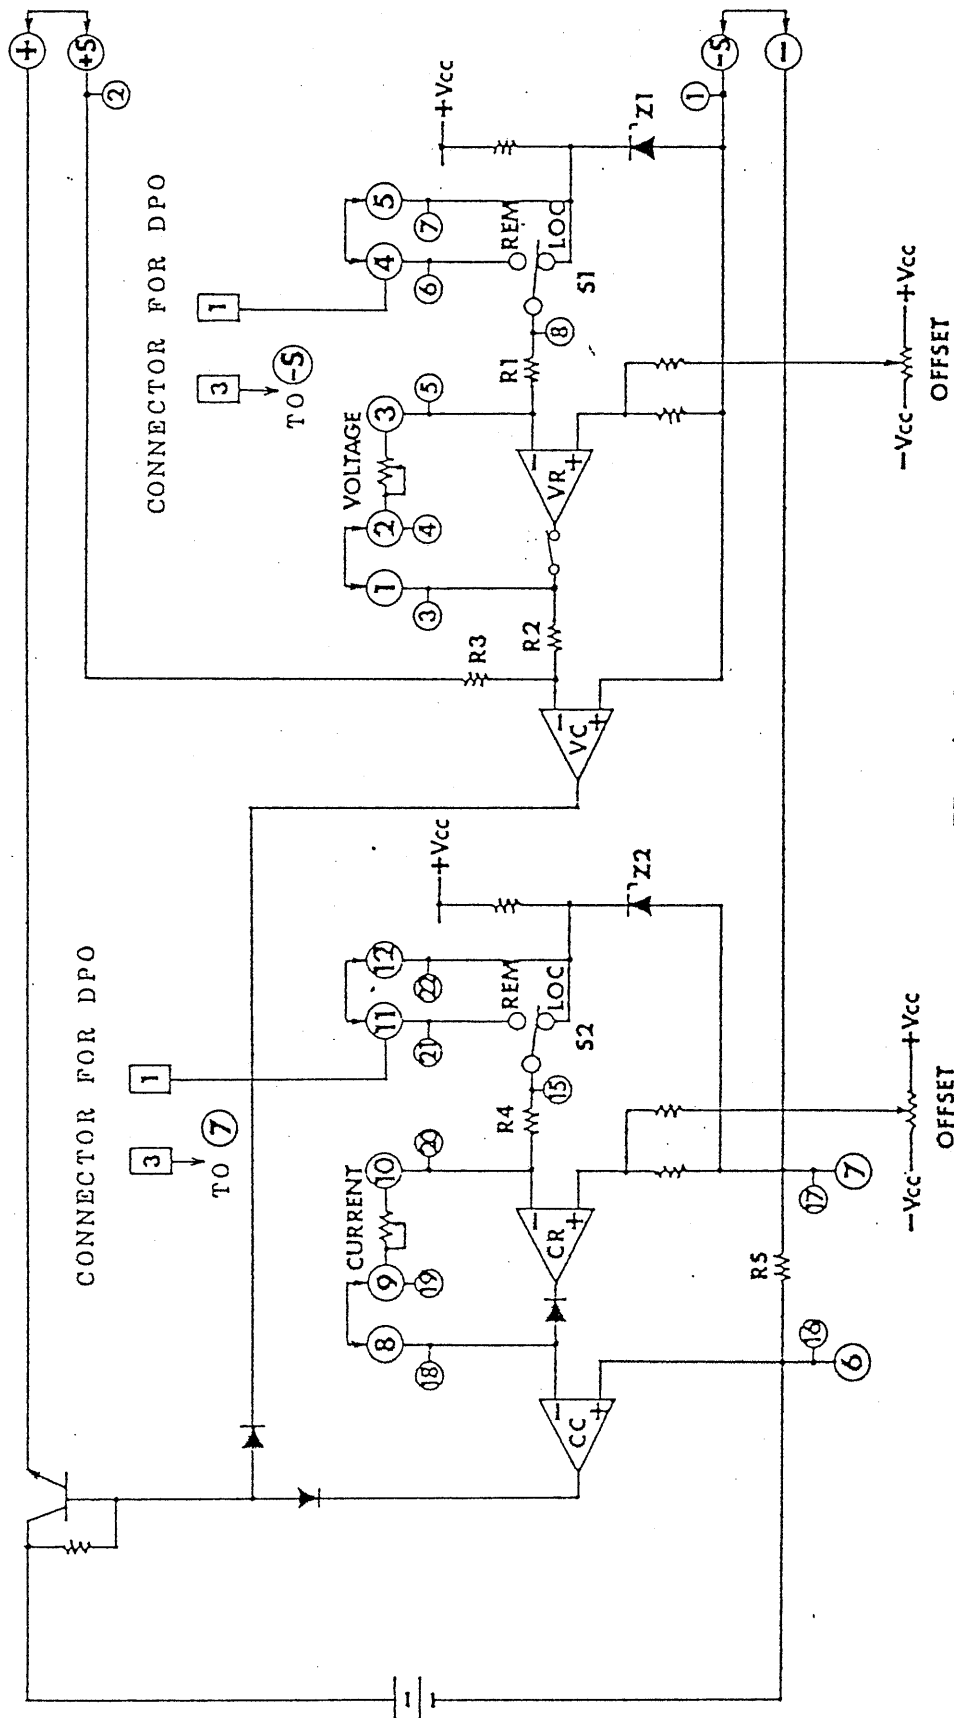 +
+S
2
CONNECTOR FOR DPO
3
1
TO 7
CONNECTOR FOR DPO
3
1
TO -S
CURRENT
8
9
10
11
12
18
19
20
21
22
+Vcc
VOLTAGE
1
2
3
4
5
3
4
5
6
7
+Vcc
R3
REM
LOC
R4
15
S2
CC
CR
Z2
REM
LOC
R2
R1
8
S1
VC
VR
Z1
1
-S
-
R5
16
6
17
7
-Vcc
+Vcc
OFFSET
-Vcc
+Vcc
OFFSET